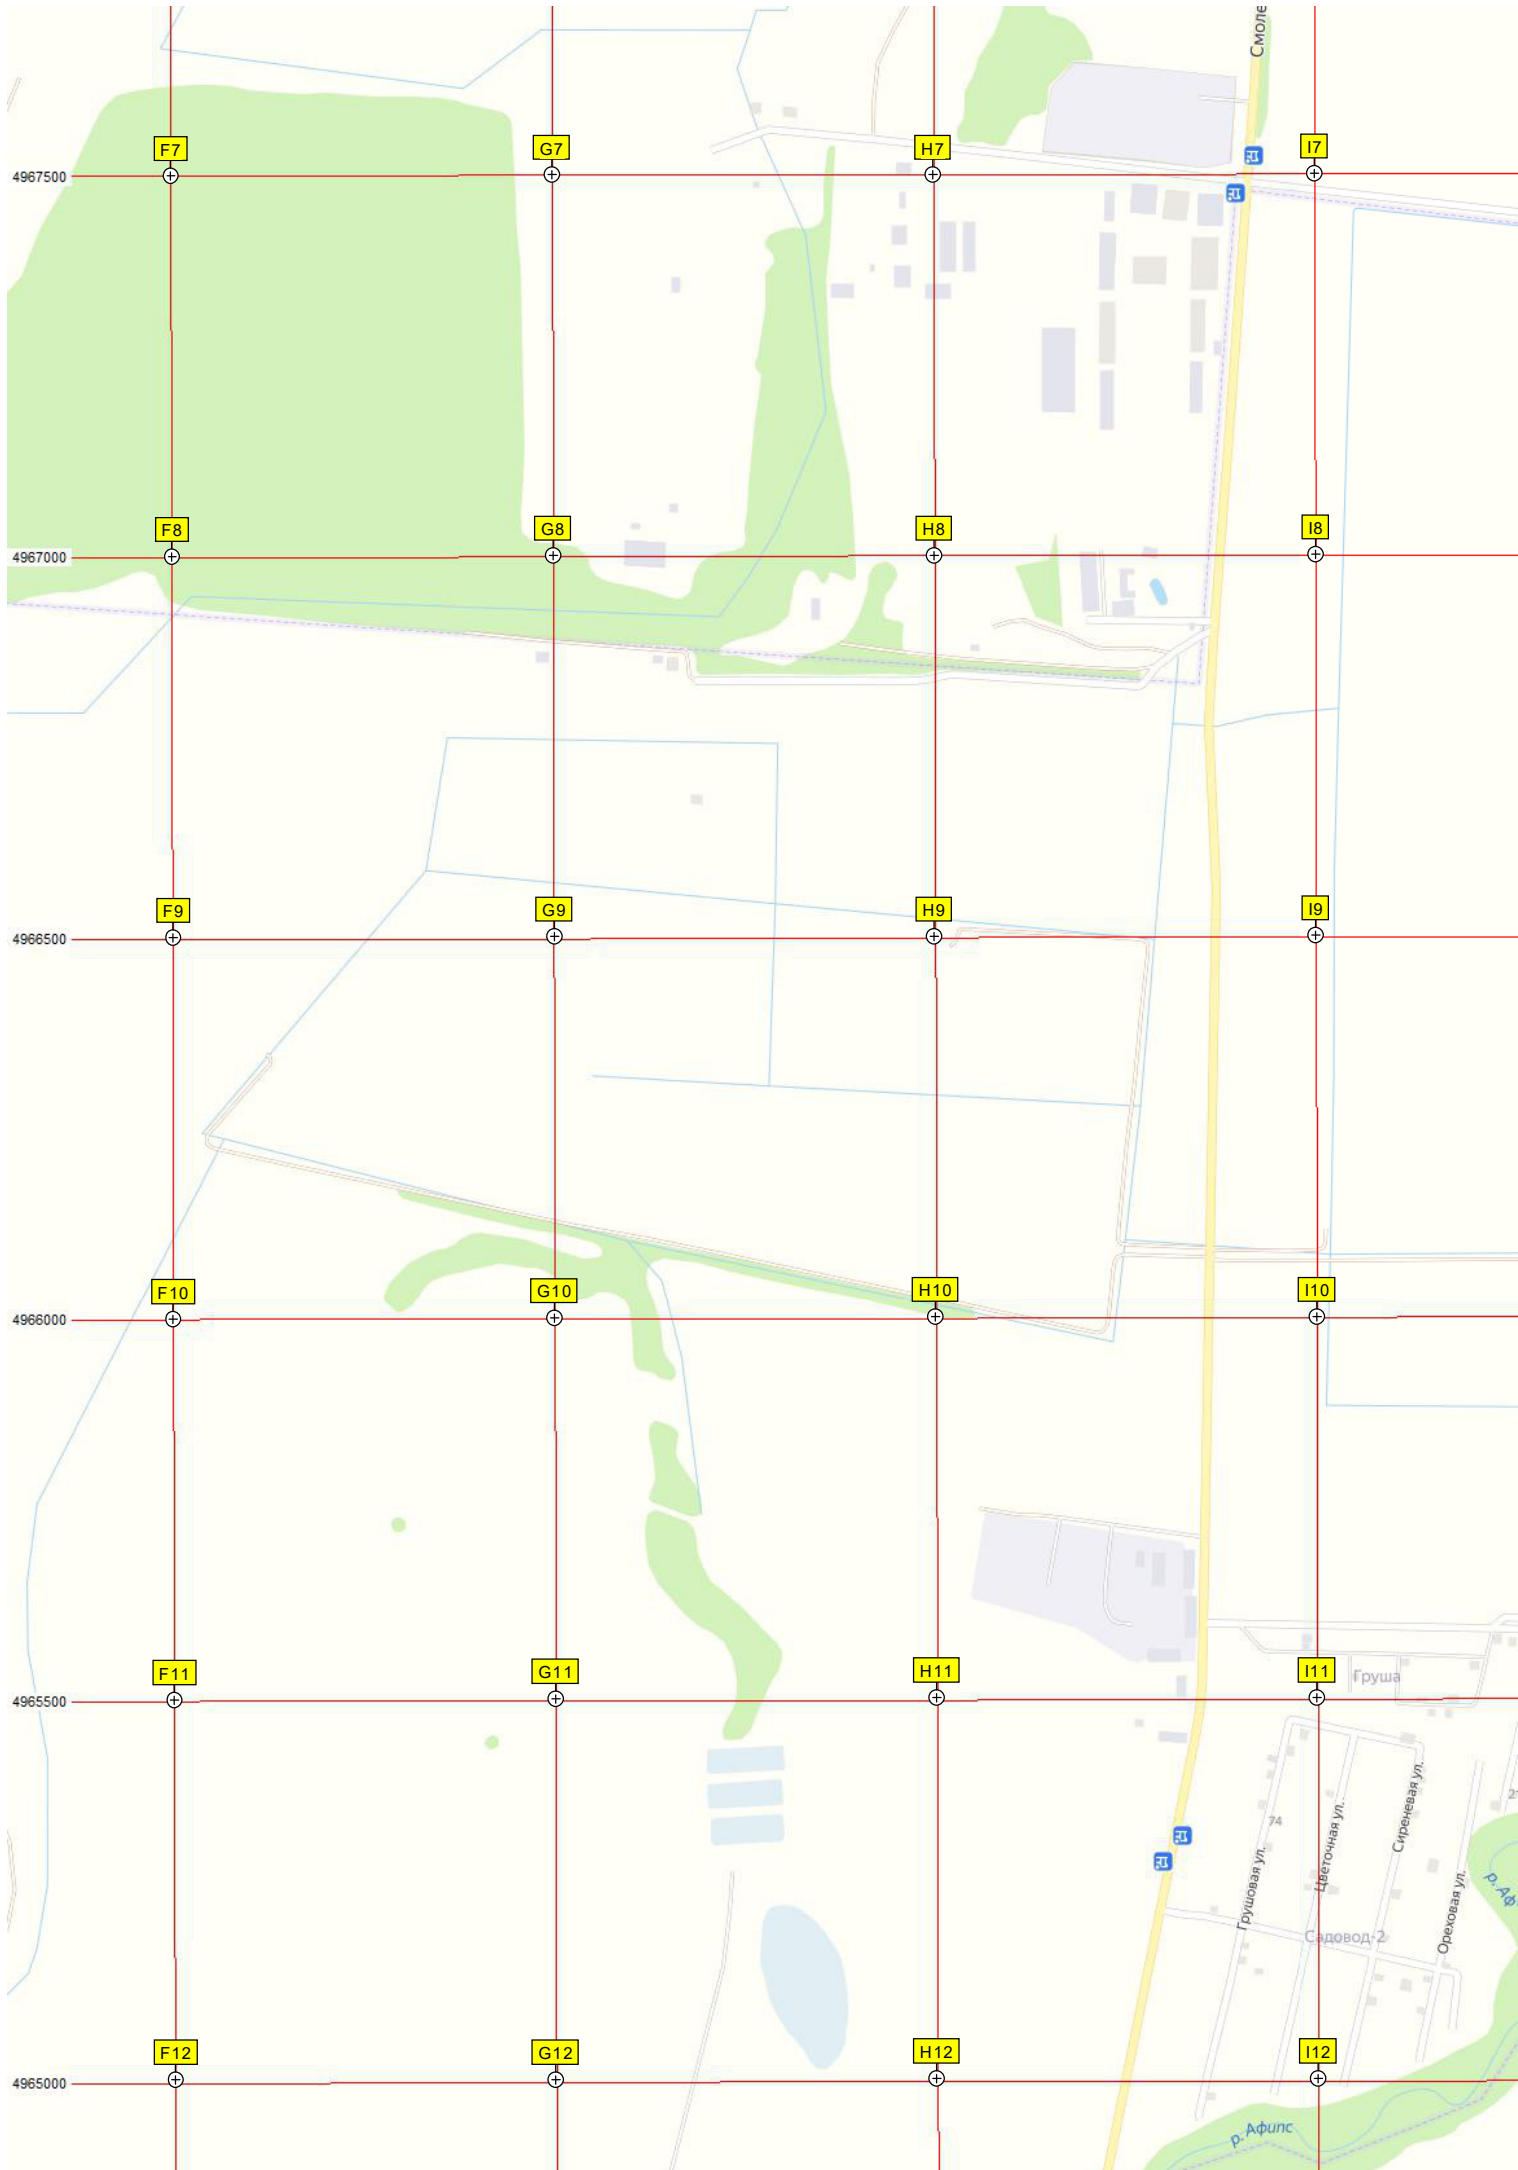 Смоле
F7
G7
H7
I7
4967500
F8
G8
H8
I8
4967000
F9
G9
H9
I9
4966500
F10
G10
H10
I10
4966000
F11
G11
H11
I11
Груша
4965500
74
Грушовая ул.
Цветочная ул.
Сиреневая ул.
Ореховая ул.
р. Аф
Садовод-2
F12
G12
H12
I12
4965000
р. Афипс